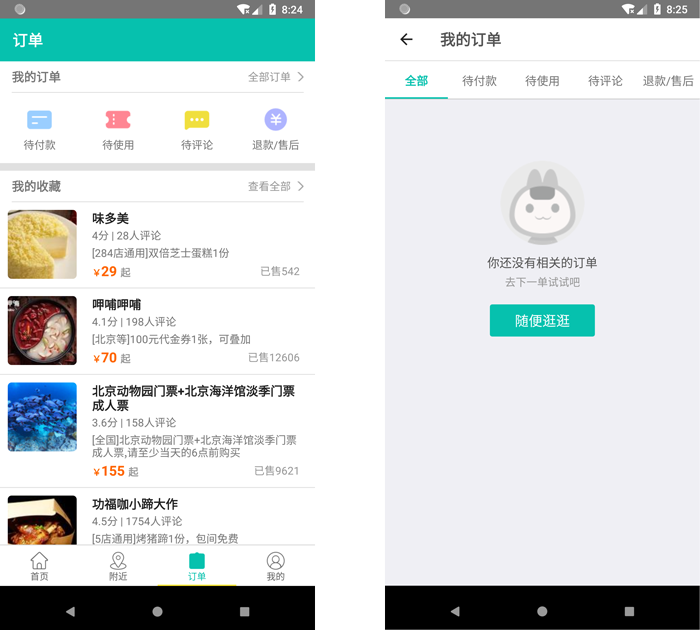 8:24
订单
我的订单
全部订单
待付款
待使用
待评论
退款/售后
我的收藏
查看全部
味多美
4分 | 28人评论
[284店通用]双倍芝士蛋糕1份
¥29 起
已售542
呷哺呷哺
4.1分 | 198人评论
[北京等]100元代金券1张，可叠加
¥70 起
已售12606
北京动物园门票+北京海洋馆淡季门票
成人票
3.6分 | 158人评论
[全国]北京动物园门票+北京海洋馆淡季门票
成人票,请至少当天的6点前购买
¥155 起
已售9621
功福咖小蹄大作
4.5分 | 1754人评论
[5店通用]烤猪蹄1份，包间免费
首页
附近
订单
我的
8:25
我的订单
全部
待付款
待使用
待评论
退款/售后
你还没有相关的订单
去下一单试试吧
随便逛逛